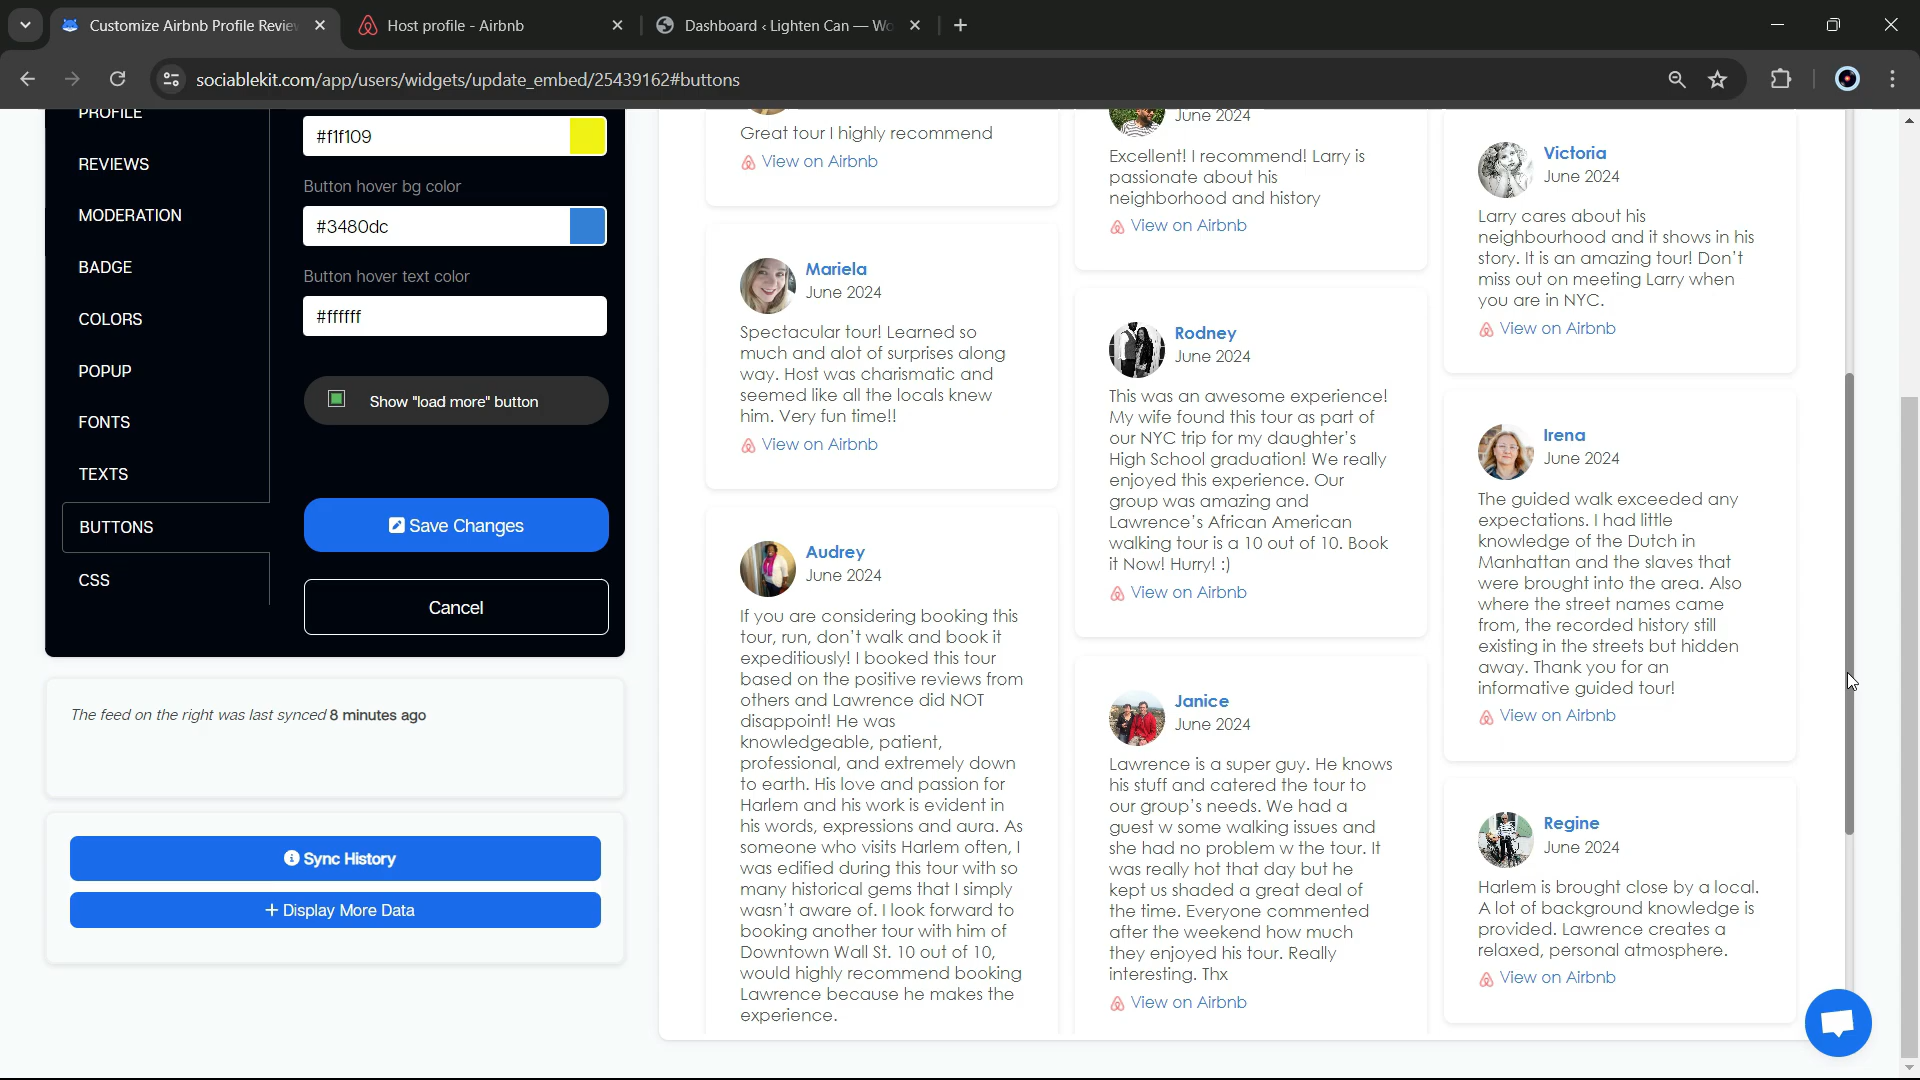 Customize Airbnb Profile Revie
Host profile - Airbnb
Dashboard ‹ Lighten Can — Wo
sociablekit.com/app/users/widgets/update_embed/25439162#buttons
PROFILE
REVIEWS
MODERATION
BADGE
COLORS
POPUP
FONTS
TEXTS
BUTTONS
CSS
#f1f109
Button hover bg color
#3480dc
Button hover text color
#ffffff
Show "load more" button
Save Changes
Cancel
The feed on the right was last synced 8 minutes ago
Sync History
+ Display More Data
Great tour I highly recommend
View on Airbnb
Mariela
June 2024
Spectacular tour! Learned so
much and alot of surprises along
way. Host was charismatic and
seemed like all the locals knew
him. Very fun time!!
View on Airbnb
Audrey
June 2024
If you are considering booking this
tour, run, don't walk and book it
expeditiously! I booked this tour
based on the positive reviews from
others and Lawrence did NOT
disappoint! He was
knowledgeable, patient,
professional, and extremely down
to earth. His love and passion for
Harlem and his work is evident in
his words, expressions and aura. As
someone who visits Harlem often, I
was edified during this tour with so
many historical gems that I simply
wasn't aware of. I look forward to
booking another tour with him of
Downtown Wall St. 10 out of 10,
would highly recommend booking
Lawrence because he makes the
experience.
June 2024
Excellent! I recommend! Larry is
passionate about his
neighborhood and history
View on Airbnb
Rodney
June 2024
This was an awesome experience!
My wife found this tour as part of
our NYC trip for my daughter's
High School graduation! We really
enjoyed this experience. Our
group was amazing and
Lawrence's African American
walking tour is a 10 out of 10. Book
it Now! Hurry! :)
View on Airbnb
Janice
June 2024
Lawrence is a super guy. He knows
his stuff and catered the tour to
our group's needs. We had a
guest w some walking issues and
she had no problem w the tour. It
was really hot that day but he
kept us shaded a great deal of
the time. Everyone commented
after the weekend how much
they enjoyed his tour. Really
interesting. Thx
View on Airbnb
Victoria
June 2024
Larry cares about his
neighbourhood and it shows in his
story. It is an amazing tour! Don't
miss out on meeting Larry when
you are in NYC.
View on Airbnb
Irena
June 2024
The guided walk exceeded any
expectations. I had little
knowledge of the Dutch in
Manhattan and the slaves that
were brought into the area. Also
where the street names came
from, the recorded history still
existing in the streets but hidden
away. Thank you for an
informative guided tour!
View on Airbnb
Regine
June 2024
Harlem is brought close by a local.
A lot of background knowledge is
provided. Lawrence creates a
relaxed, personal atmosphere.
View on Airbnb